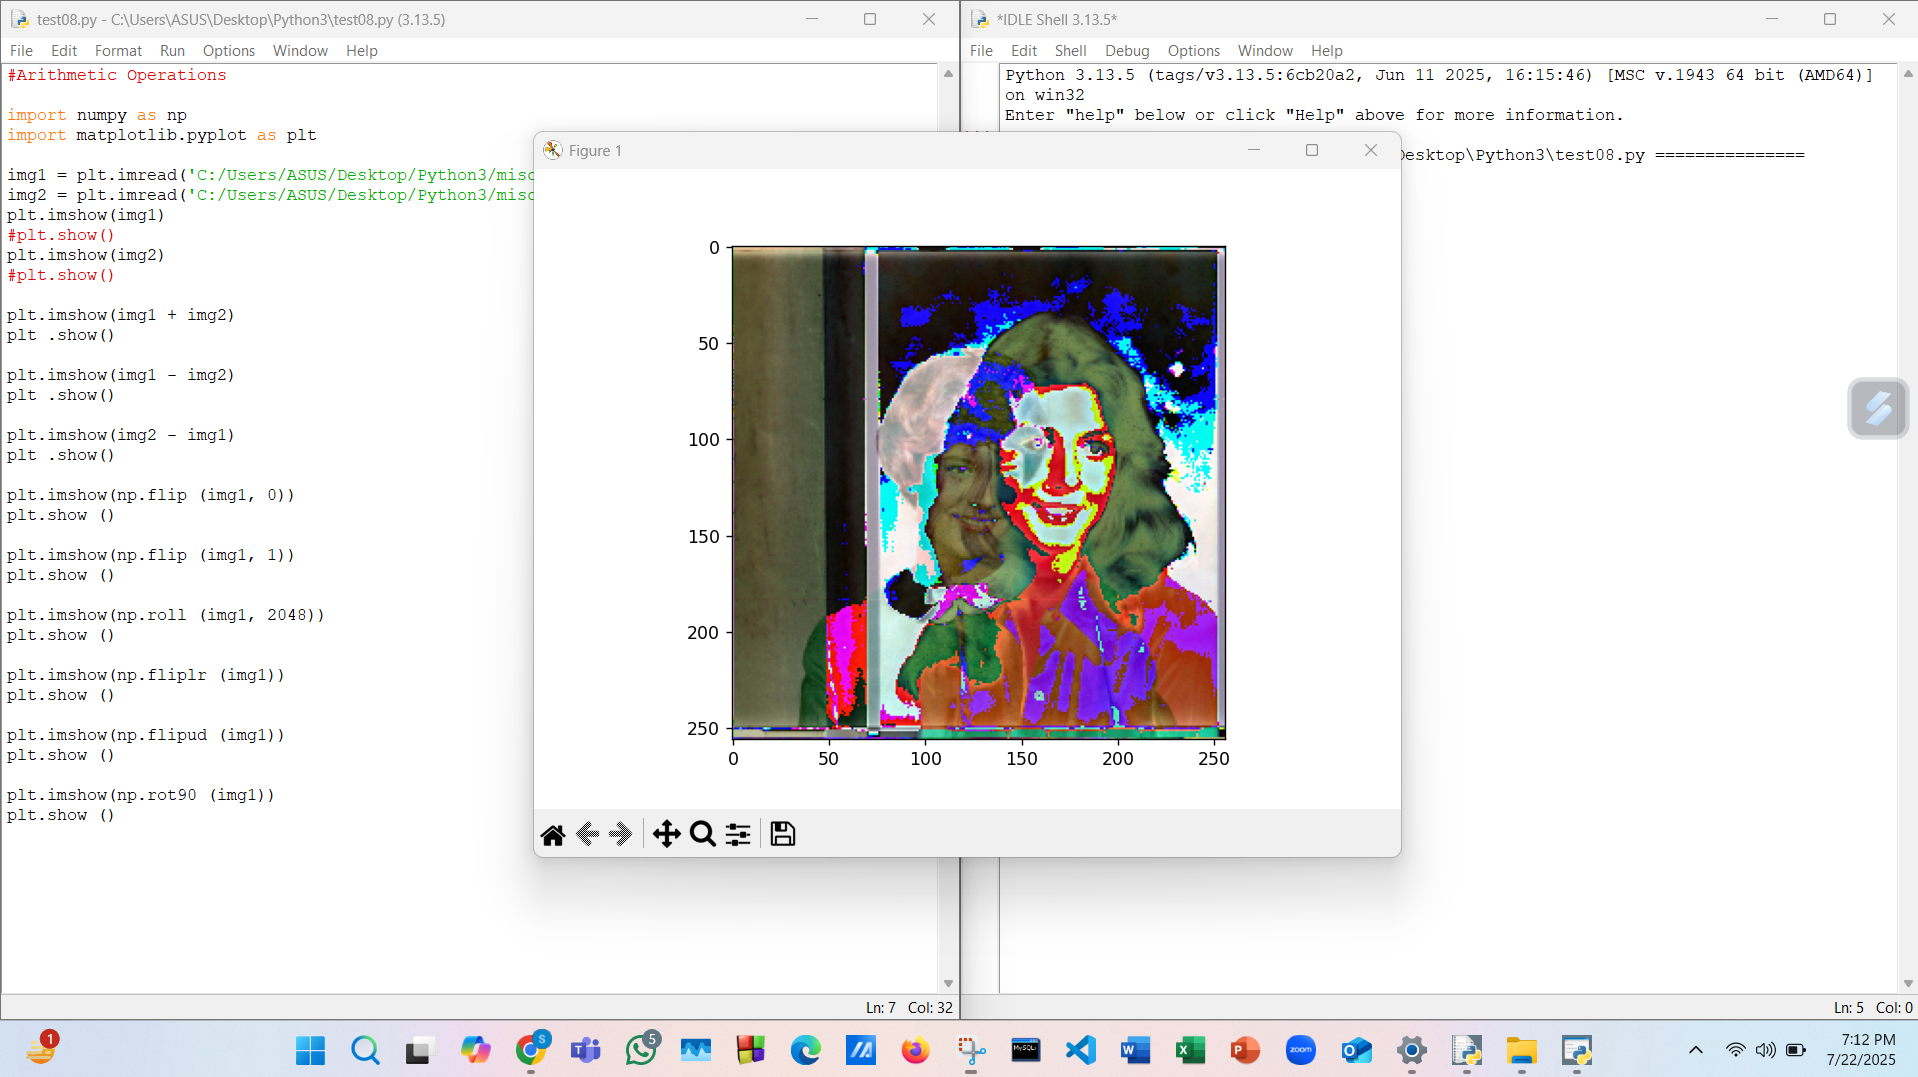 test08.py - C:\Users\ASUS\Desktop\Python3\test08.py (3.13.5)
File Edit Format Run Options Window Help
#Arithmetic Operations
import numpy as np
import matplotlib.pyplot as plt
img1 = plt.imread('C:/Users/ASUS/Desktop/Python3/misc
img2 = plt.imread('C:/Users/ASUS/Desktop/Python3/misc
plt.imshow(img1)
#plt.show()
plt.imshow(img2)
#plt.show()
plt.imshow(img1 + img2)
plt .show()
plt.imshow(img1 - img2)
plt .show()
plt.imshow(img2 - img1)
plt .show()
plt.imshow(np.flip (img1, 0))
plt.show ()
plt.imshow(np.flip (img1, 1))
plt.show ()
plt.imshow(np.roll (img1, 2048))
plt.show ()
plt.imshow(np.fliplr (img1))
plt.show ()
plt.imshow(np.flipud (img1))
plt.show ()
plt.imshow(np.rot90 (img1))
plt.show ()
Ln: 7 Col: 32
*IDLE Shell 3.13.5*
File Edit Shell Debug Options Window Help
Python 3.13.5 (tags/v3.13.5:6cb20a2, Jun 11 2025, 16:15:46) [MSC v.1943 64 bit (AMD64)]
on win32
Enter "help" below or click "Help" above for more information.
Desktop\Python3\test08.py ===============
Ln: 5 Col: 0
Figure 1
0
50
100
150
200
250
0 50 100 150 200 250
1
S
5
MySQL
zoom
7:12 PM
7/22/2025